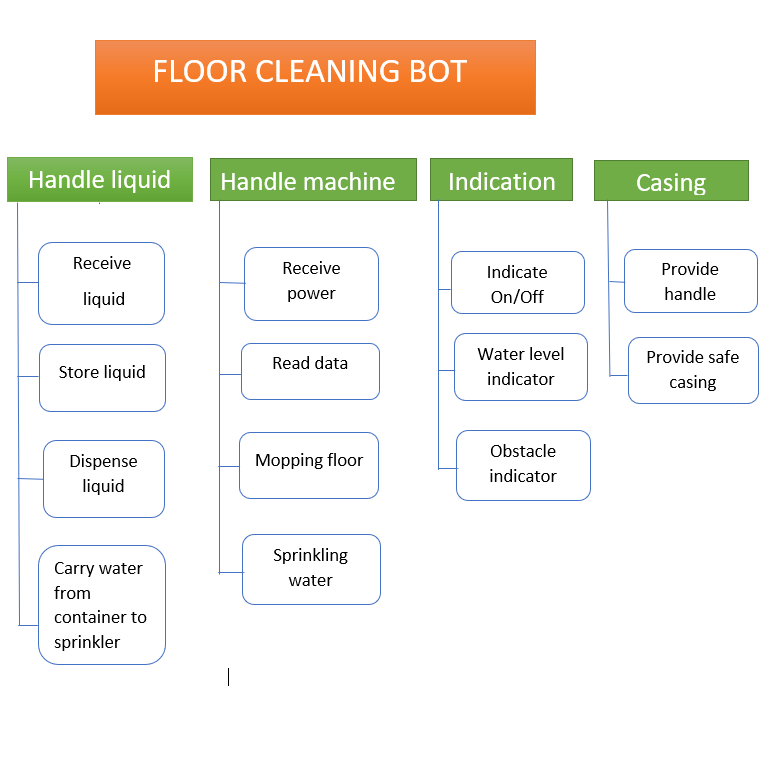 FLOOR CLEANING BOT
Handle liquid
Receive
liquid
Store liquid
Dispense
liquid
Carry water
from
container to
sprinkler
Handle machine
Receive
power
Read data
Mopping floor
Sprinkling
water
Indication
Indicate
On/Off
Water level
indicator
Obstacle
indicator
Casing
Provide
handle
Provide safe
casing